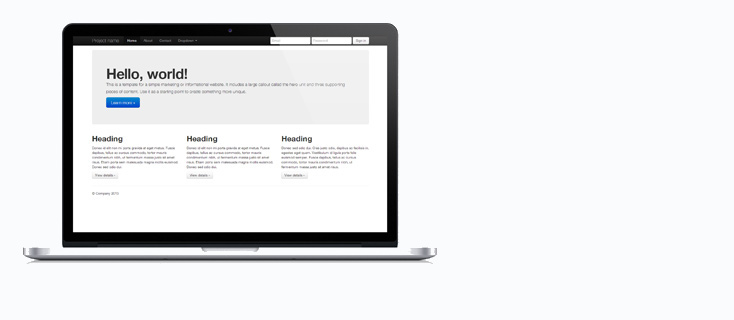 Project name Home About Contact Dropdown Email Password Sign in
Hello, world!
This is a template for a simple marketing or informational website. It includes a large callout called the hero unit and three supporting
pieces of content. Use it as a starting point to create something more unique.
Learn more »
Heading
Donec id elit non mi porta gravida at eget metus. Fusce
dapibus, tellus ac cursus commodo, tortor mauris
condimentum nibh, ut fermentum massa justo sit amet
risus. Etiam porta sem malesuada magna mollis euismod.
Donec sed odio dui.
View details »
Heading
Donec id elit non mi porta gravida at eget metus. Fusce
dapibus, tellus ac cursus commodo, tortor mauris
condimentum nibh, ut fermentum massa justo sit amet
risus. Etiam porta sem malesuada magna mollis euismod.
Donec sed odio dui.
View details »
Heading
Donec sed odio dui. Cras justo odio, dapibus ac facilisis in,
egestas eget quam. Vestibulum id ligula porta felis
euismod semper. Fusce dapibus, tellus ac cursus
commodo, tortor mauris condimentum nibh, ut
fermentum massa justo sit amet risus.
View details »
© Company